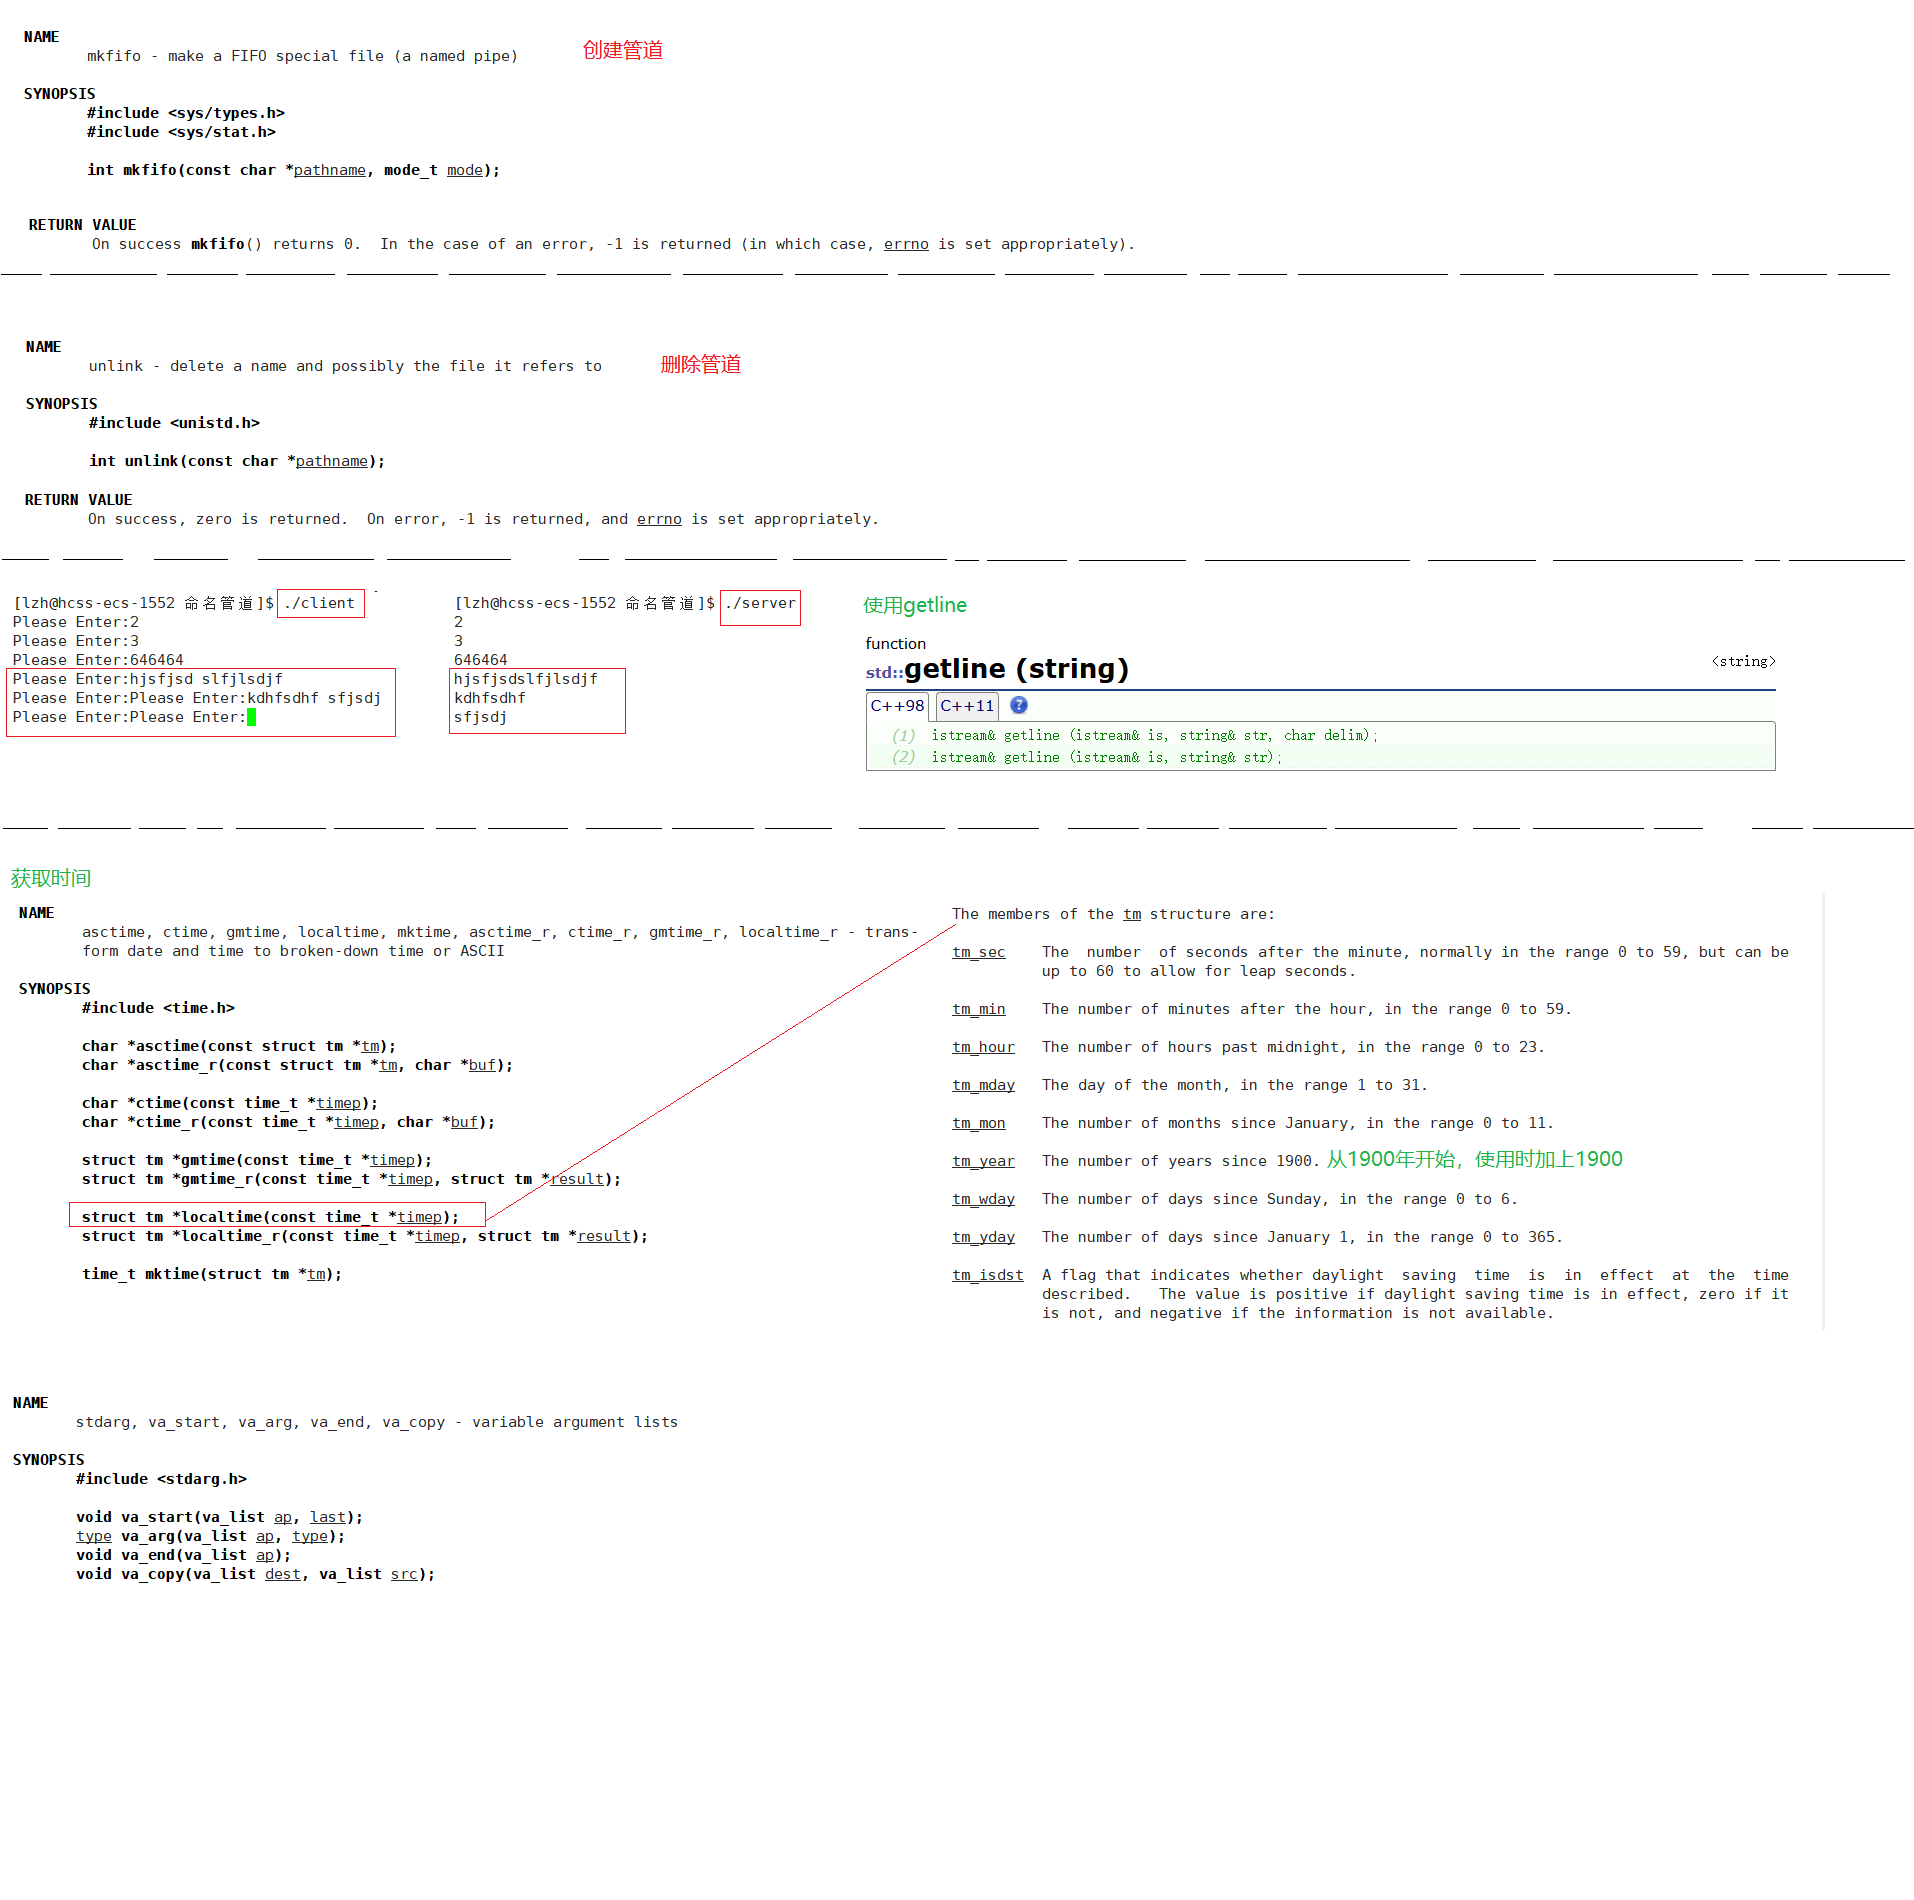 NAME
mkfifo - make a FIFO special file (a named pipe)
创建管道
SYNOPSIS
#include <sys/types.h>
#include <sys/stat.h>
int mkfifo(const char *pathname, mode_t mode);
RETURN VALUE
On success mkfifo() returns 0.  In the case of an error, -1 is returned (in which case, errno is set appropriately).
NAME
unlink - delete a name and possibly the file it refers to
删除管道
SYNOPSIS
#include <unistd.h>
int unlink(const char *pathname);
RETURN VALUE
On success, zero is returned.  On error, -1 is returned, and errno is set appropriately.
[lzh@hcss-ecs-1552 命名管道]$ ./client
Please Enter:2
Please Enter:3
Please Enter:646464
Please Enter:hjsfjsd slfjlsdjf
Please Enter:Please Enter:kdhfsdhf sfjsdj
Please Enter:Please Enter:
[lzh@hcss-ecs-1552 命名管道]$ ./server
2
3
646464
hjsfjsdslfjlsdjf
kdhfsdhf
sfjsdj
使用getline
function
std::getline (string)
<string>
C++98 C++11 ?
(1) istream& getline (istream& is, string& str, char delim);
(2) istream& getline (istream& is, string& str);
获取时间
NAME
asctime, ctime, gmtime, localtime, mktime, asctime_r, ctime_r, gmtime_r, localtime_r - trans-
form date and time to broken-down time or ASCII
SYNOPSIS
#include <time.h>
char *asctime(const struct tm *tm);
char *asctime_r(const struct tm *tm, char *buf);
char *ctime(const time_t *timep);
char *ctime_r(const time_t *timep, char *buf);
struct tm *gmtime(const time_t *timep);
struct tm *gmtime_r(const time_t *timep, struct tm *result);
struct tm *localtime(const time_t *timep);
struct tm *localtime_r(const time_t *timep, struct tm *result);
time_t mktime(struct tm *tm);
The members of the tm structure are:
tm_sec    The  number  of seconds after the minute, normally in the range 0 to 59, but can be
up to 60 to allow for leap seconds.
tm_min    The number of minutes after the hour, in the range 0 to 59.
tm_hour   The number of hours past midnight, in the range 0 to 23.
tm_mday   The day of the month, in the range 1 to 31.
tm_mon    The number of months since January, in the range 0 to 11.
tm_year   The number of years since 1900. 从1900年开始，使用时加上1900
tm_wday   The number of days since Sunday, in the range 0 to 6.
tm_yday   The number of days since January 1, in the range 0 to 365.
tm_isdst  A flag that indicates whether daylight  saving  time  is  in  effect  at  the  time
described.   The value is positive if daylight saving time is in effect, zero if it
is not, and negative if the information is not available.
NAME
stdarg, va_start, va_arg, va_end, va_copy - variable argument lists
SYNOPSIS
#include <stdarg.h>
void va_start(va_list ap, last);
type va_arg(va_list ap, type);
void va_end(va_list ap);
void va_copy(va_list dest, va_list src);